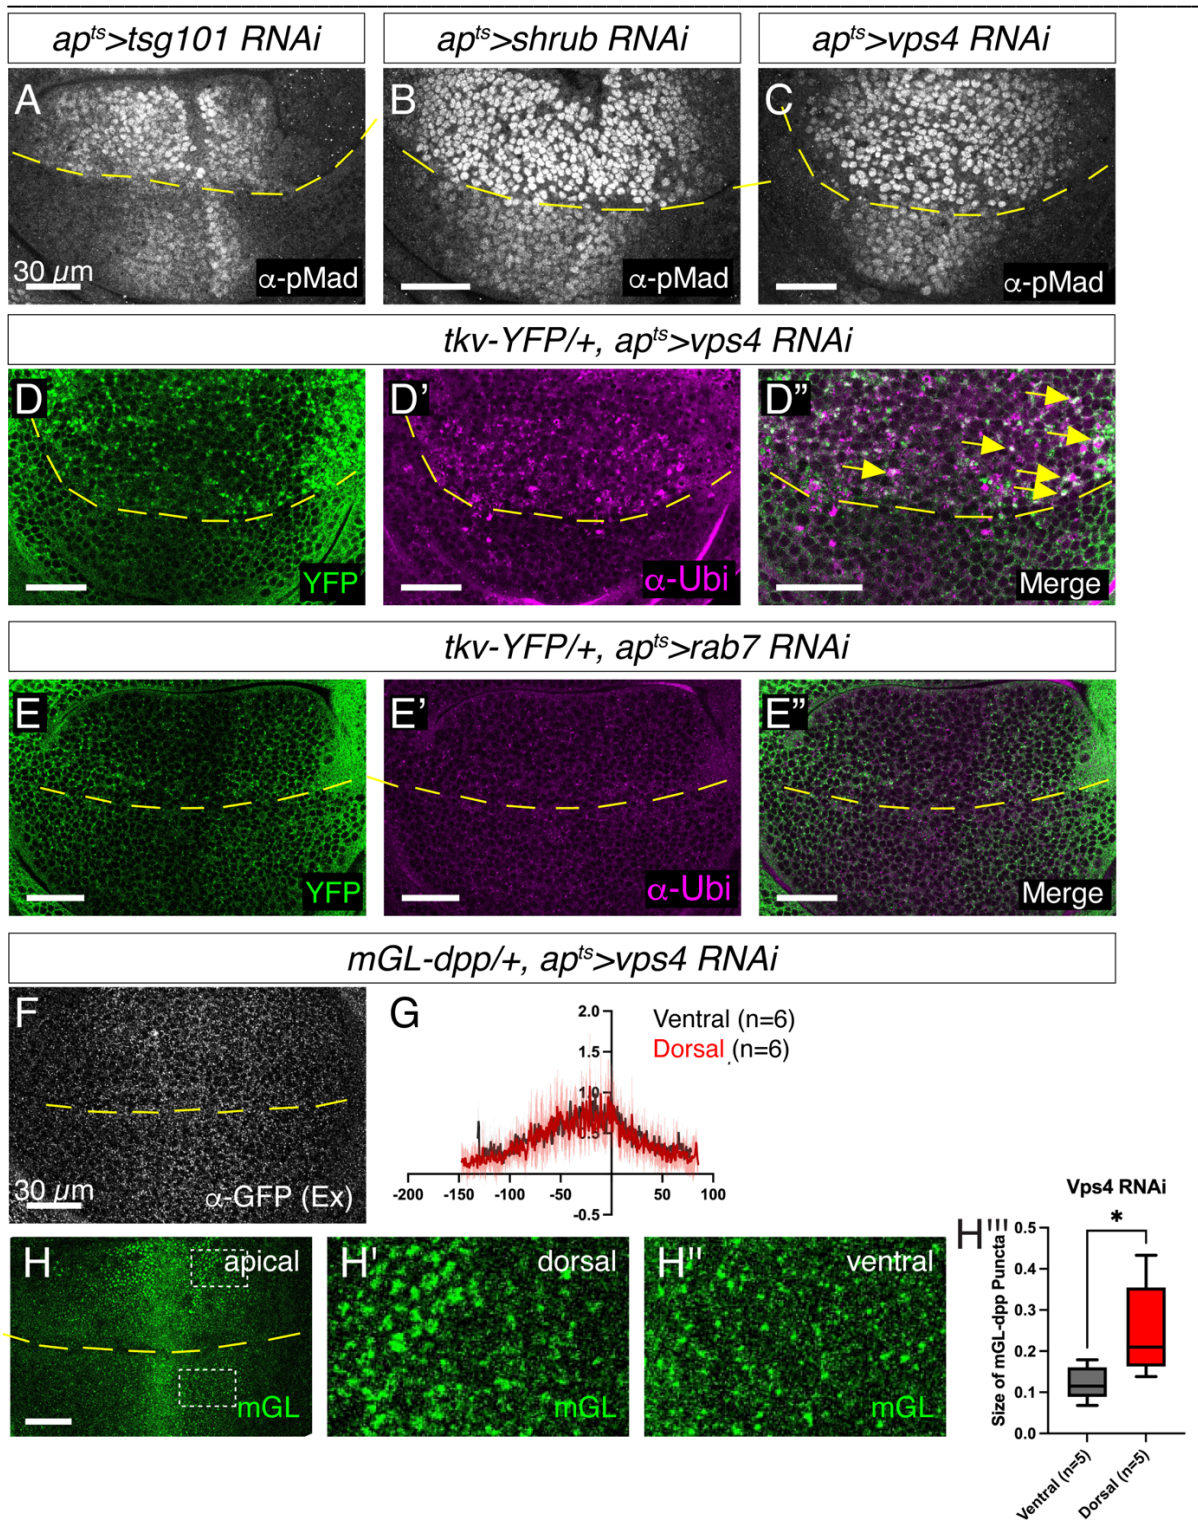 ap^ts>tsg101 RNAi
ap^ts>shrub RNAi
ap^ts>vps4 RNAi
A
B
C
30 µm
α-pMad
α-pMad
α-pMad
tkv-YFP/+, ap^ts>vps4 RNAi
D
D'
D"
YFP
α-Ubi
Merge
tkv-YFP/+, ap^ts>rab7 RNAi
E
E'
E"
YFP
α-Ubi
Merge
mGL-dpp/+, ap^ts>vps4 RNAi
F
30 µm
α-GFP (Ex)
G
Ventral (n=6)
Dorsal (n=6)
2.0
1.5
1.0
0.5
-0.5
-200
-150
-100
-50
0
50
100
H
apical
mGL
H'
dorsal
mGL
H"
ventral
mGL
H'''
Vps4 RNAi
*
Size of mGL-dpp Puncta
0.5
0.4
0.3
0.2
0.1
0.0
Ventral (n=5)
Dorsal (n=5)